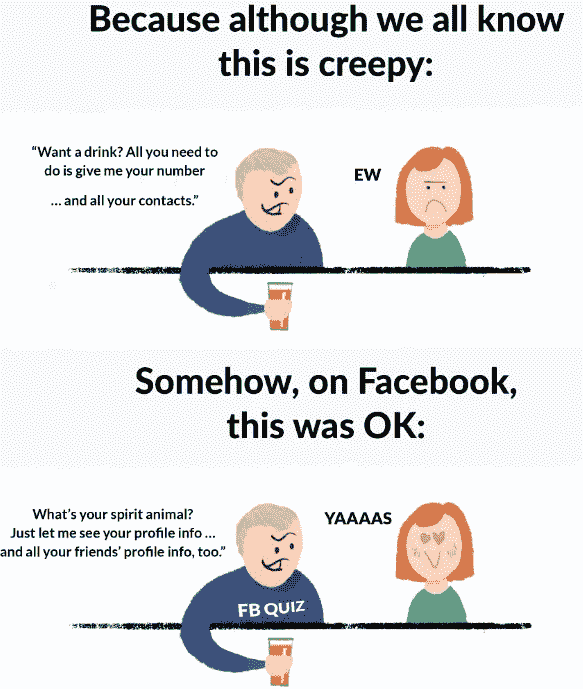 Because although we all know
this is creepy:
“Want a drink? All you need to
do is give me your number
... and all your contacts.”
EW
Somehow, on Facebook,
this was OK:
What’s your spirit animal?
Just let me see your profile info ...
and all your friends’ profile info, too.”
YAAAAS
FB QUIZ